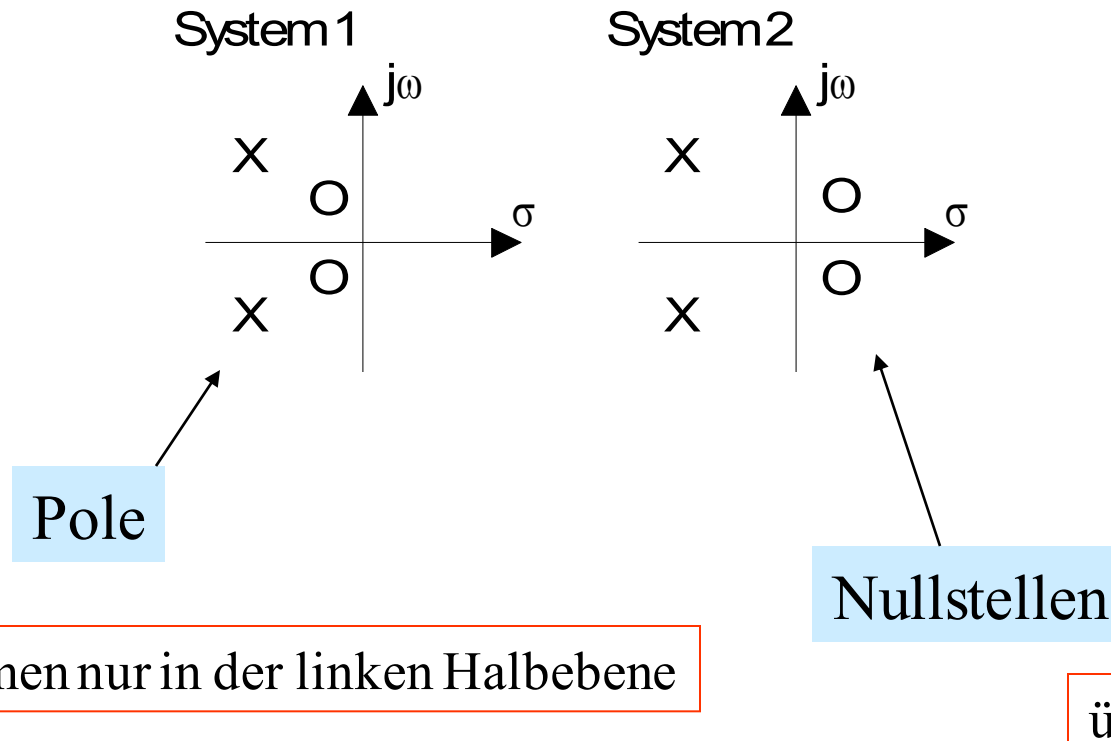 System 1
System 2
jω
jω
X
X
O
O
σ
σ
O
O
X
X
Pole
Nullstellen
nur in der linken Halbebene